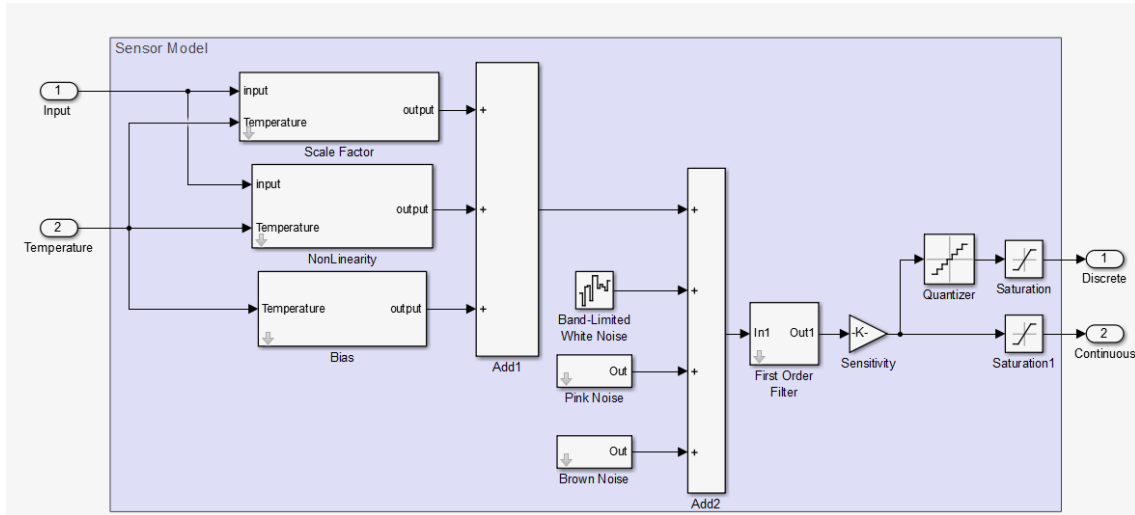 Sensor Model
1
Input
input
Temperature
output
Scale Factor
input
Temperature
output
NonLinearity
2
Temperature
Temperature
output
Bias
+
+
+
Add1
Band-Limited
White Noise
Out
Pink Noise
Out
Brown Noise
+
+
+
+
Add2
In1
Out1
First Order
Filter
-K-
Sensitivity
Quantizer
Saturation
1
Discrete
Saturation1
2
Continuous